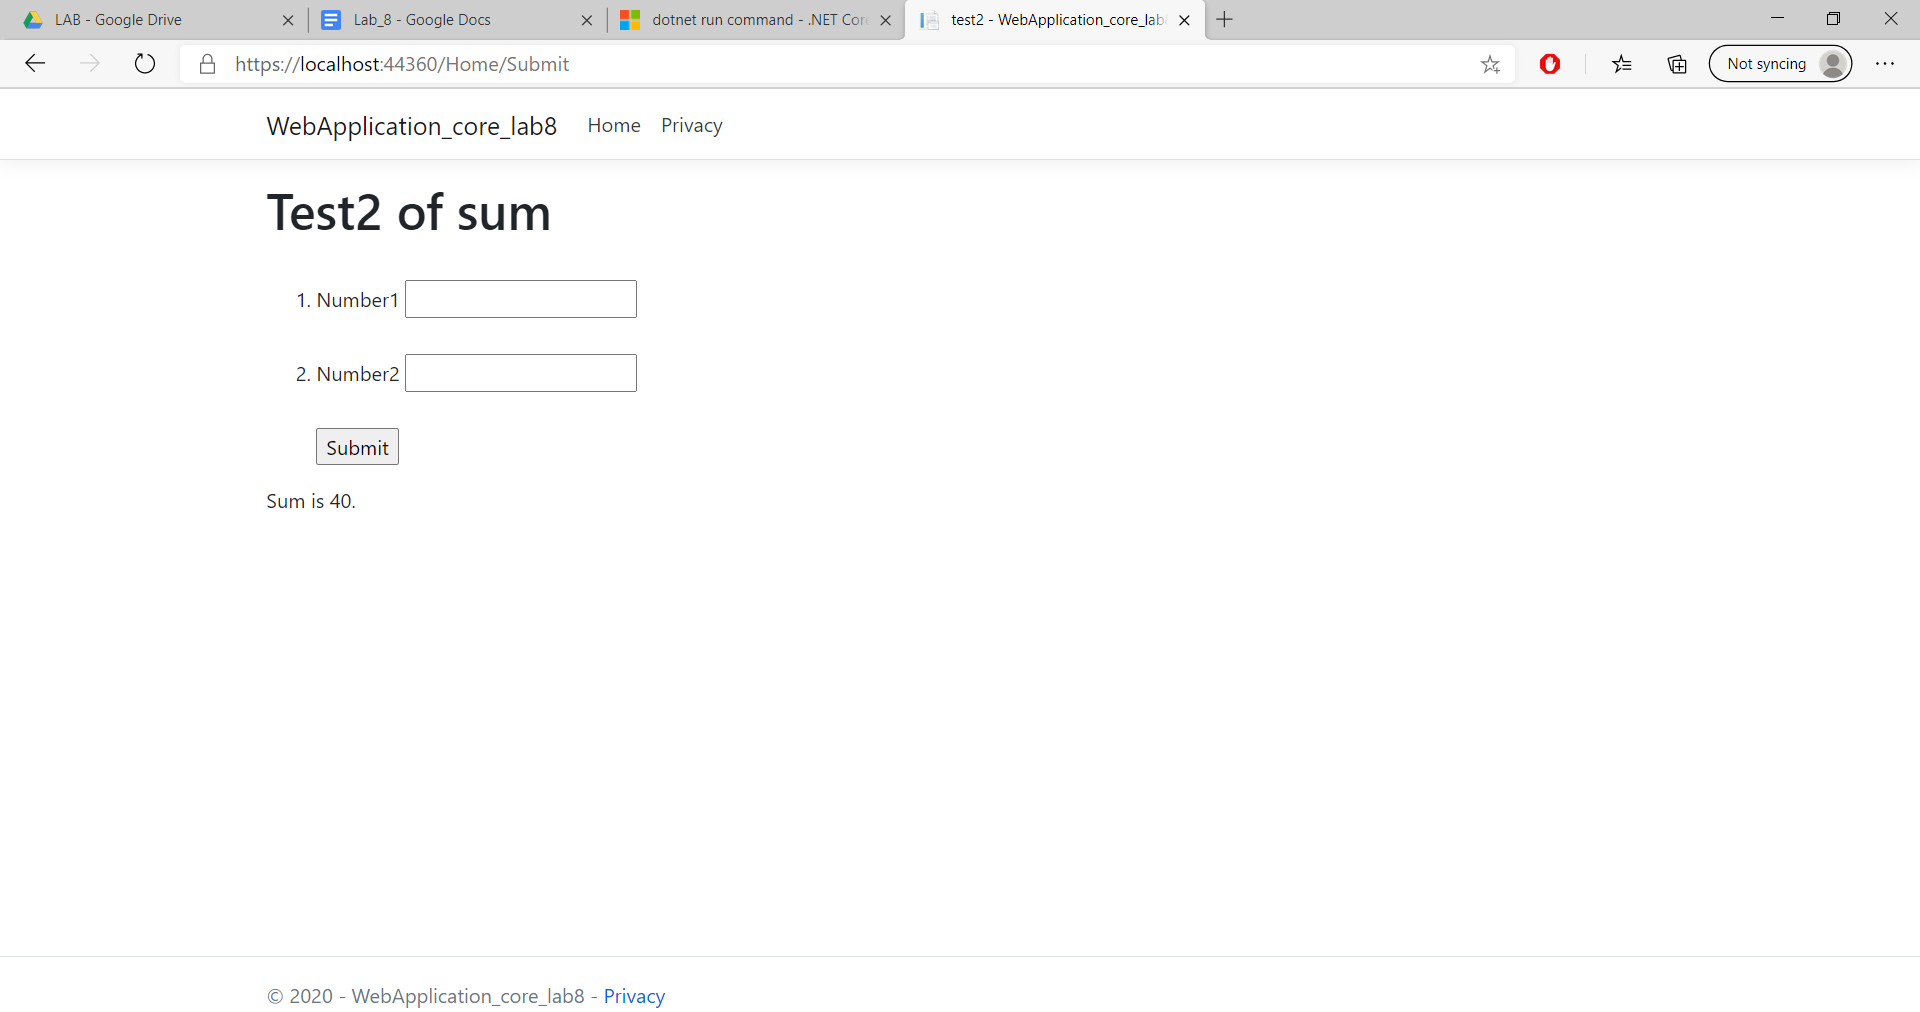 LAB - Google Drive
Lab_8 - Google Docs
dotnet run command - .NET Cor
test2 - WebApplication_core_lab
https://localhost:44360/Home/Submit
Not syncing
WebApplication_core_lab8 Home Privacy
Test2 of sum
1. Number1
2. Number2
Submit
Sum is 40.
© 2020 - WebApplication_core_lab8 - Privacy